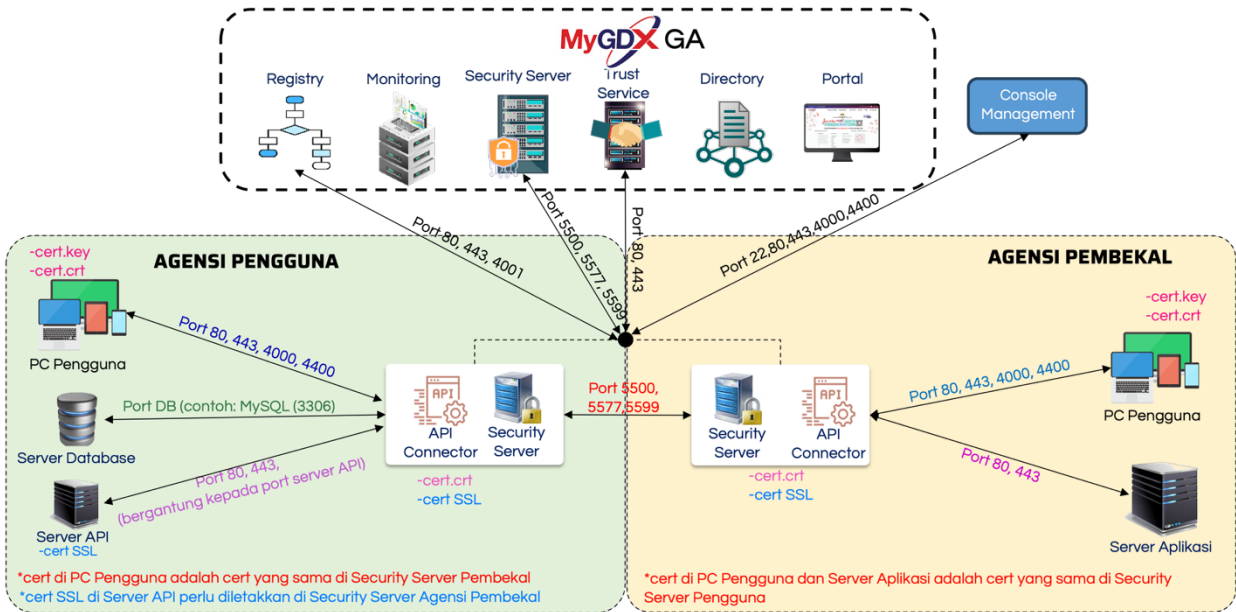 MyGDX GA
Registry
Monitoring
Security Server
Trust
Service
Directory
Portal
Console
Management
Port 80, 443, 4001
Port 5500, 5577, 5599
Port 80, 443
Port 22,80,443,4000,4400
AGENSI PENGGUNA
-cert.key
-cert.crt
PC Pengguna
Port 80, 443, 4000, 4400
Port DB (contoh: MySQL (3306)
Server Database
Port 80, 443,
(bergantung kepada port server API)
Server API
-cert SSL
API
API
Connector
Security
Server
-cert.crt
-cert SSL
Port 5500,
5577,5599
*cert di PC Pengguna adalah cert yang sama di Security Server Pembekal
*cert SSL di Server API perlu diletakkan di Security Server Agensi Pembekal
AGENSI PEMBEKAL
-cert.key
-cert.crt
PC Pengguna
Port 80, 443, 4000, 4400
Security
Server
API
API
Connector
-cert.crt
-cert SSL
Port 80, 443
Server Aplikasi
*cert di PC Pengguna dan Server Aplikasi adalah cert yang sama di Security
Server Pengguna